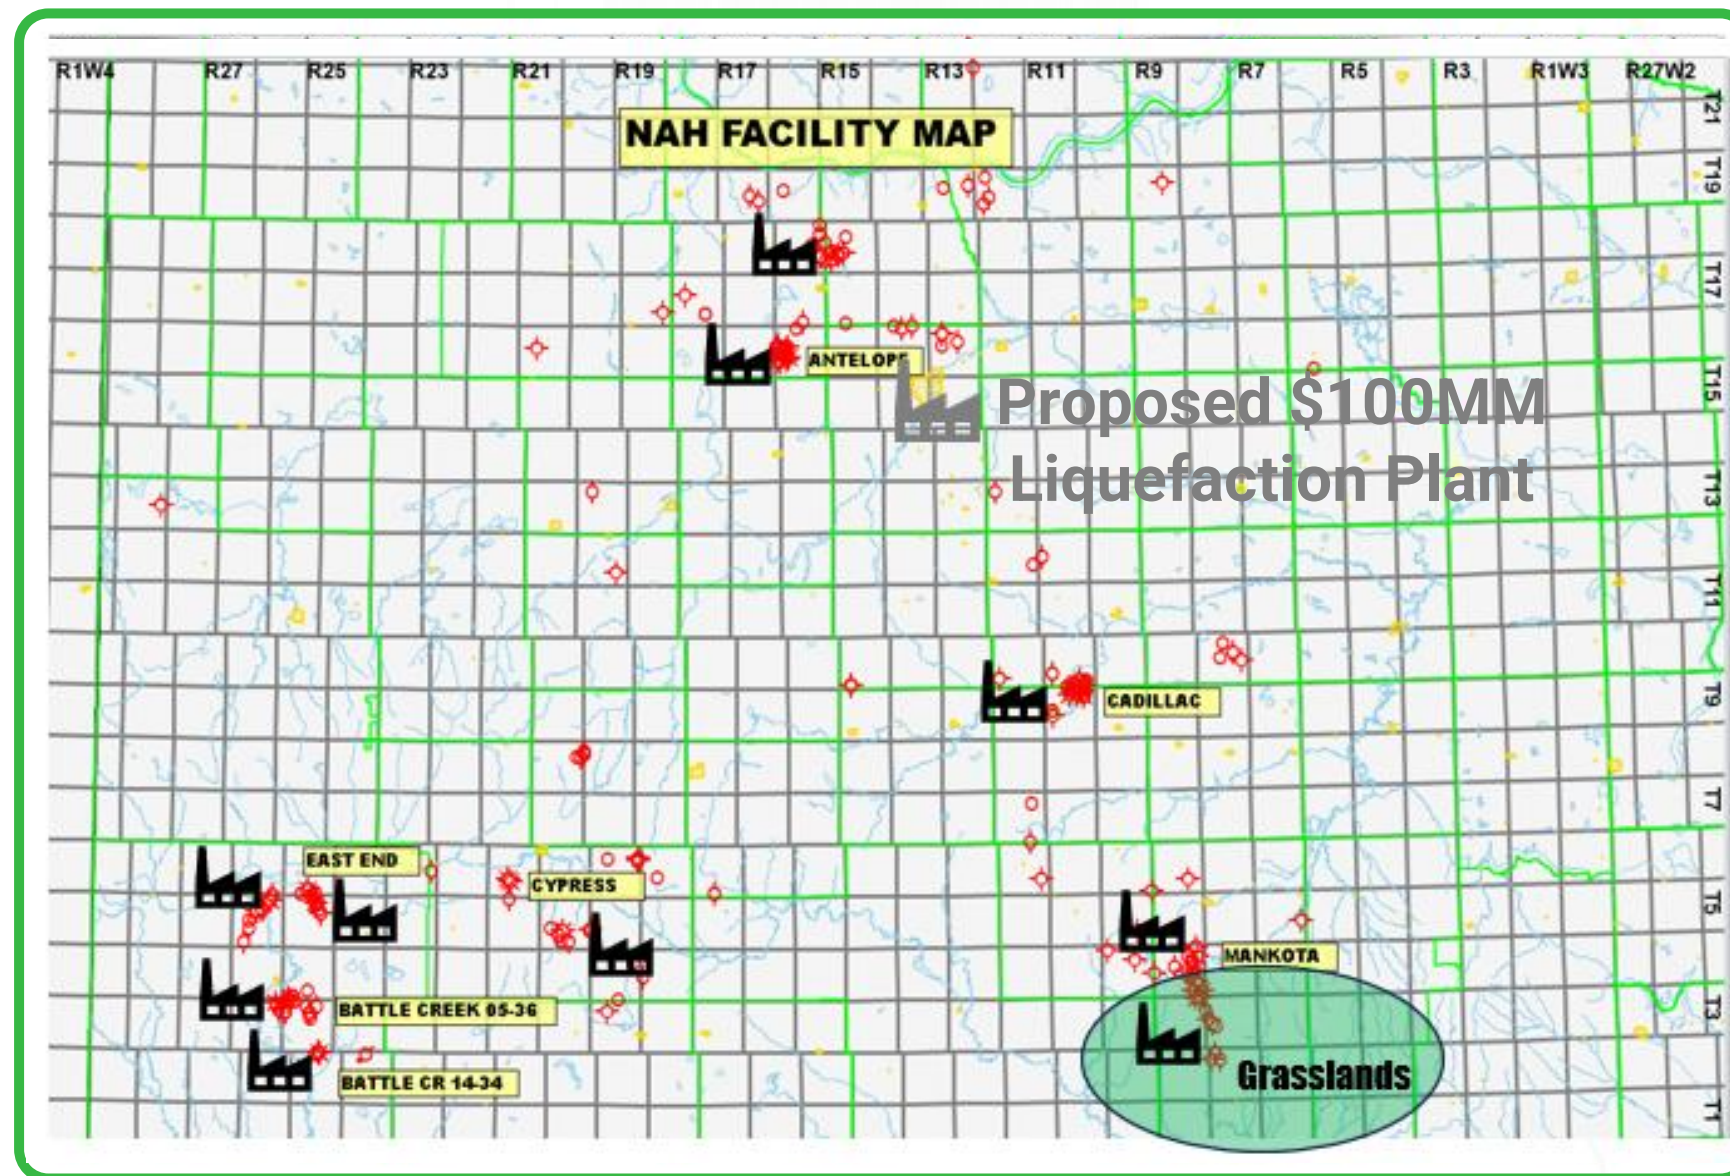 R1W4 R27 R25 R23 R21 R19 R17 R15 R13 R11 R9 R7 R5 R3 R1W3 R27W2
T21
NAH FACILITY MAP
T19
T17
ANTELOPE
T15
Proposed $100MM
Liquefaction Plant
T13
T11
CADILLAC
T9
T7
EAST END
CYPRESS
T5
MANKOTA
BATTLE CREEK 05-36
T3
Grasslands
BATTLE CR 14-34
T1